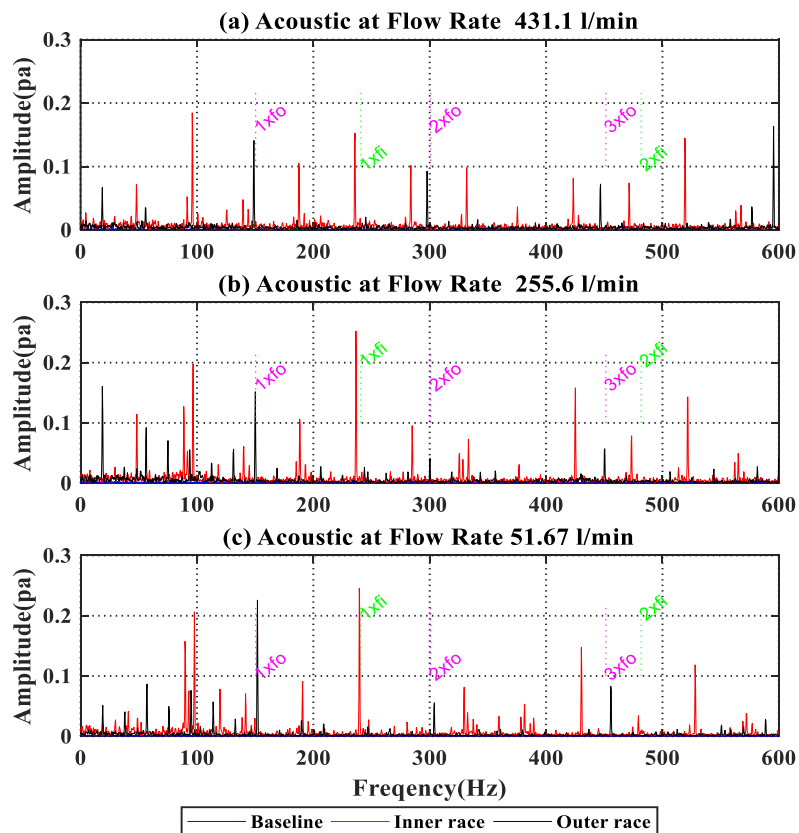 (a) Acoustic at Flow Rate 431.1 l/min
0.3
0.2
0.1
0
Amplitude(pa)
1xfo
1xfi
2xfo
3xfo
2xfi
0 100 200 300 400 500 600
(b) Acoustic at Flow Rate 255.6 l/min
0.3
0.2
0.1
0
Amplitude(pa)
1xfo
1xfi
2xfo
3xfo
2xfi
0 100 200 300 400 500 600
(c) Acoustic at Flow Rate 51.67 l/min
0.3
0.2
0.1
0
Amplitude(pa)
1xfo
1xfi
2xfo
3xfo
2xfi
0 100 200 300 400 500 600
Freqency(Hz)
Baseline Inner race Outer race